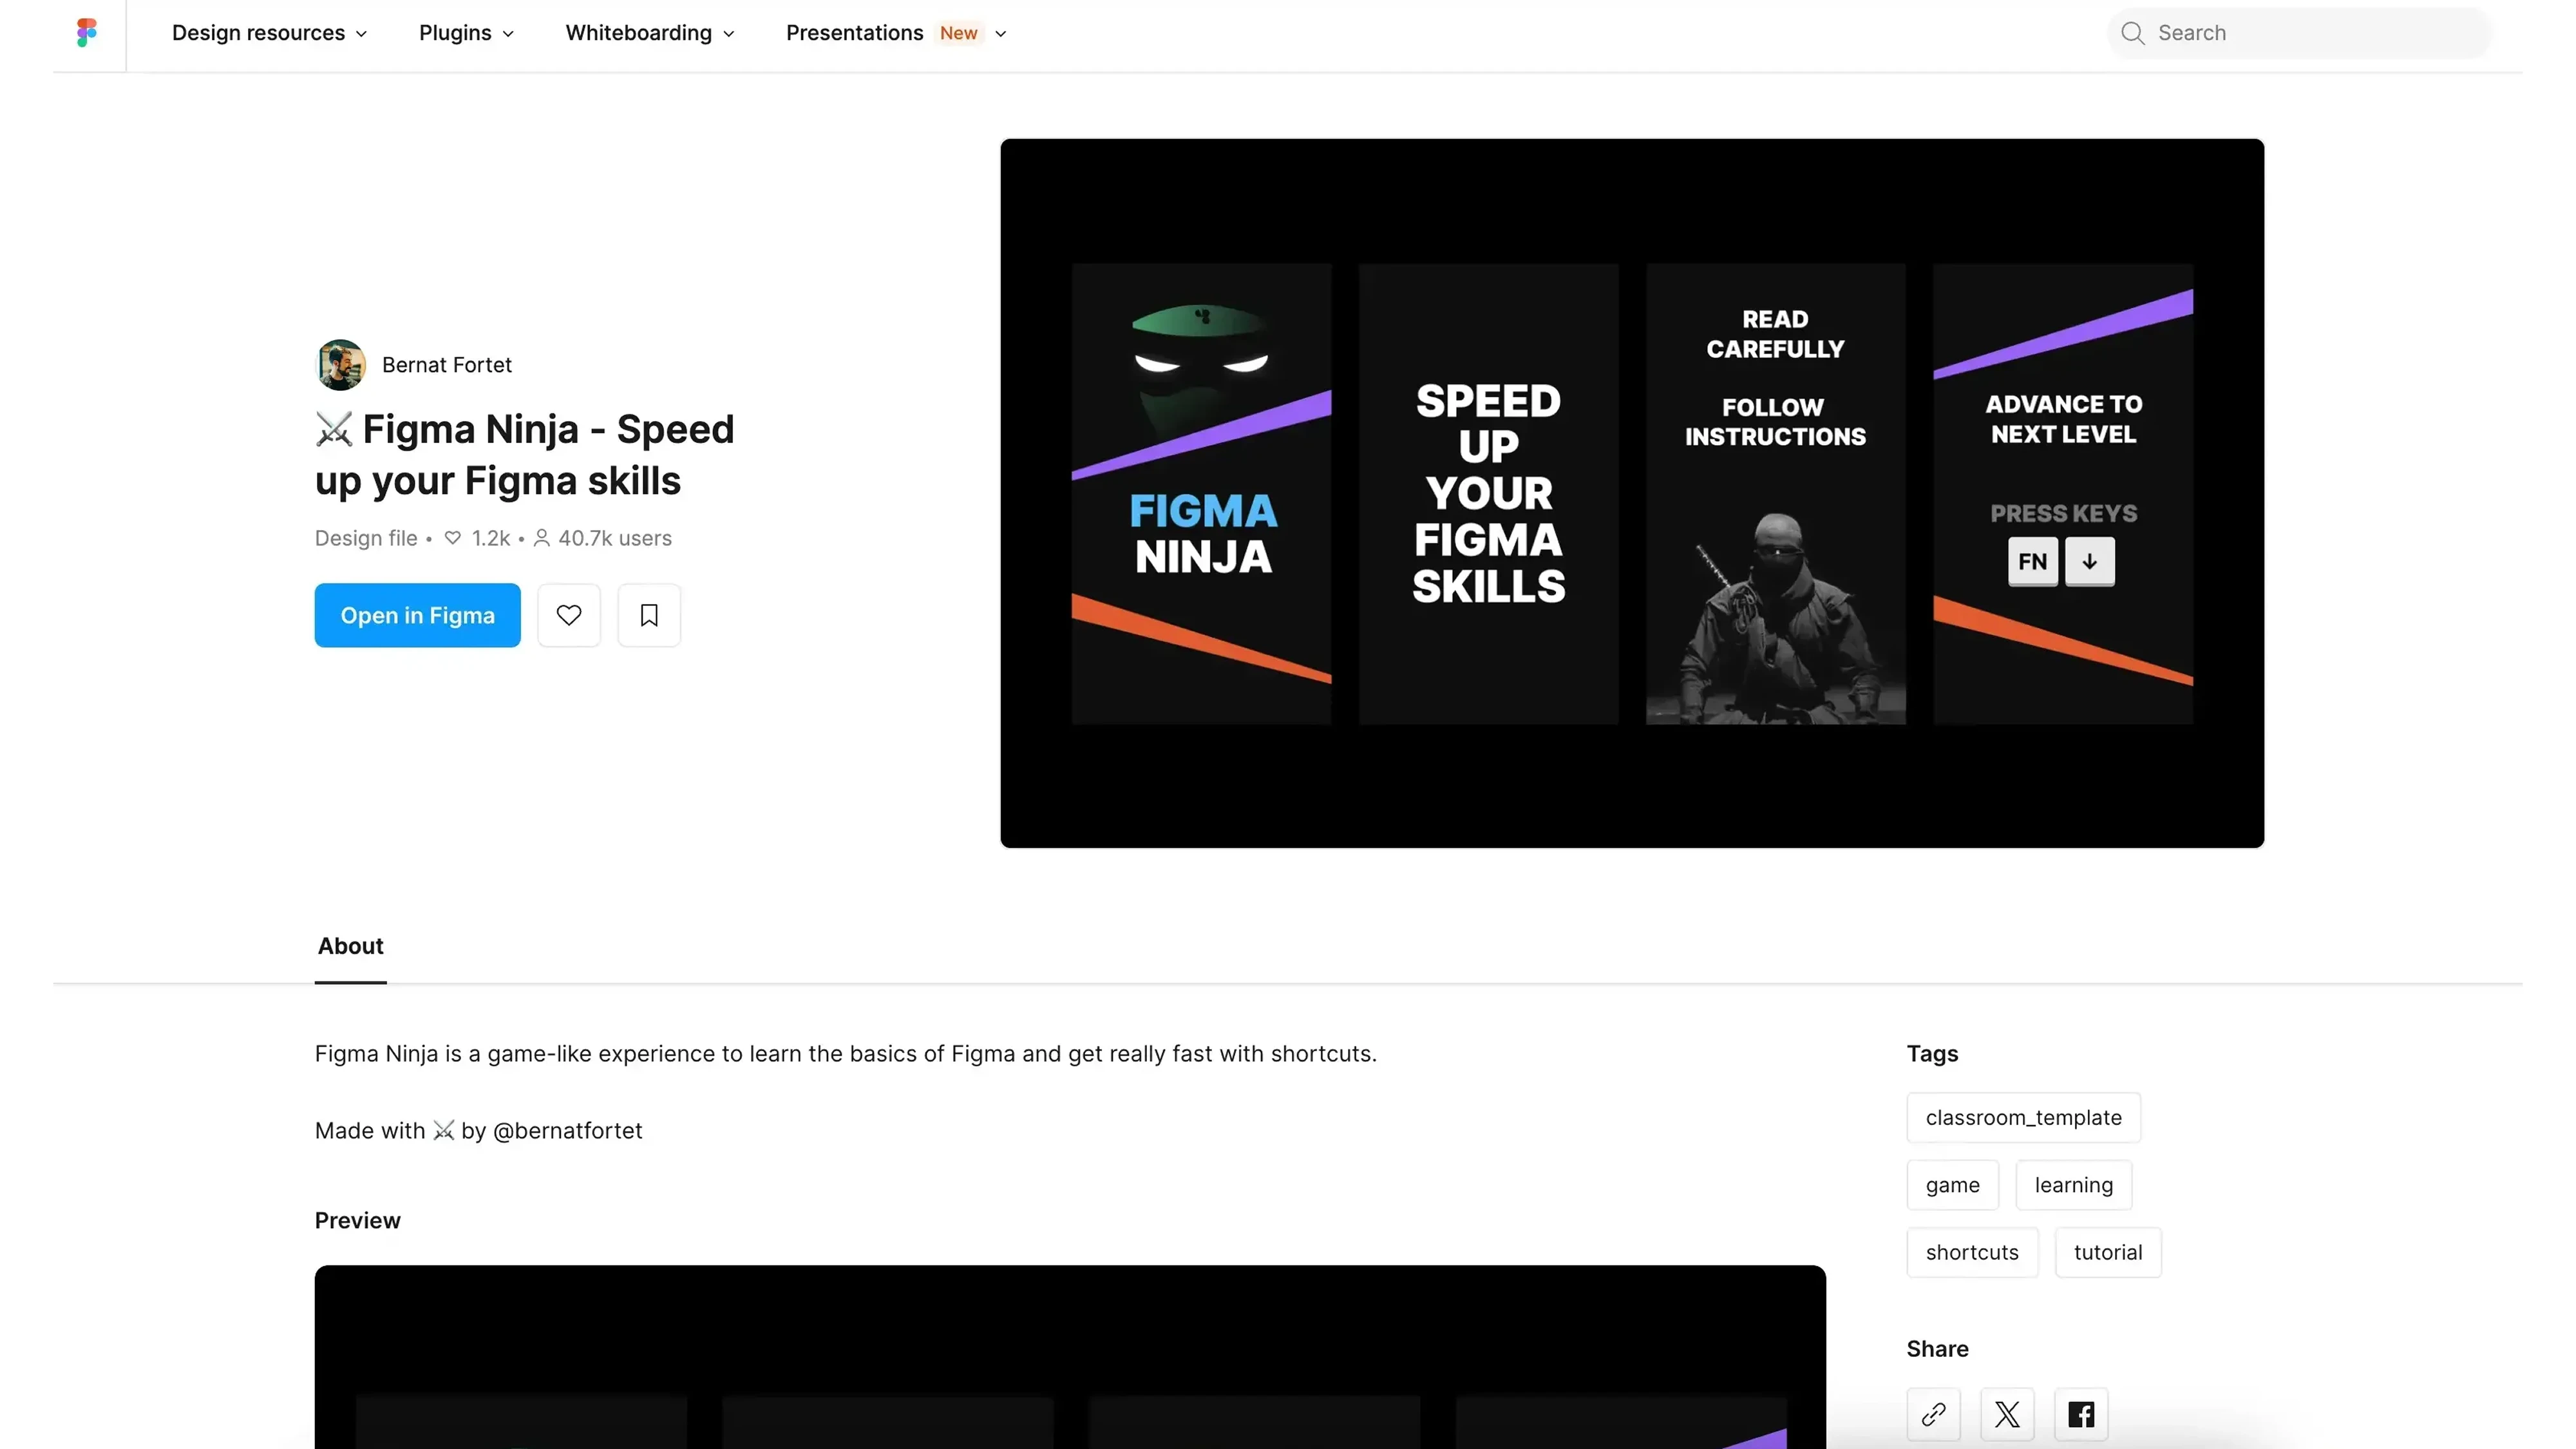 Design resources
Plugins
Whiteboarding
Presentations New
Search
Bernat Fortet
⚔️ Figma Ninja - Speed
up your Figma skills
Design file • 1.2k • 40.7k users
Open in Figma
FIGMA
NINJA
SPEED
UP
YOUR
FIGMA
SKILLS
READ
CAREFULLY
FOLLOW
INSTRUCTIONS
ADVANCE TO
NEXT LEVEL
PRESS KEYS
FN ↓
About
Figma Ninja is a game-like experience to learn the basics of Figma and get really fast with shortcuts.
Made with ⚔️ by @bernatfortet
Preview
Tags
classroom_template
game learning
shortcuts tutorial
Share